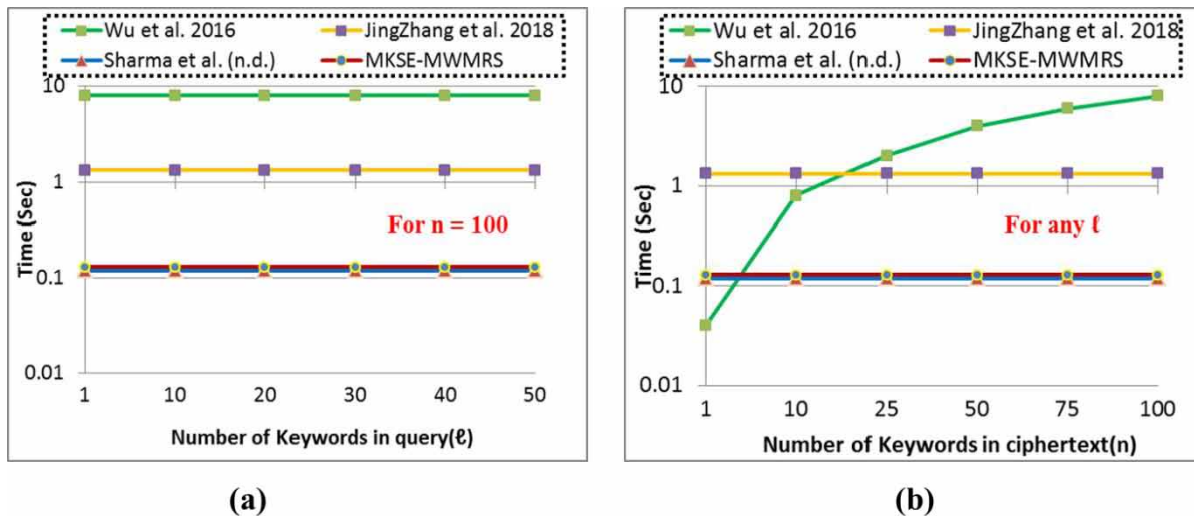 Wu et al. 2016 JingZhang et al. 2018
Sharma et al. (n.d.) MKSE-MWMRS
10
1
0.1
0.01
Time (Sec)
For n = 100
1 10 20 30 40 50
Number of Keywords in query(ℓ)
(a)
Wu et al. 2016 JingZhang et al. 2018
Sharma et al. (n.d.) MKSE-MWMRS
10
1
0.1
0.01
Time (Sec)
For any ℓ
1 10 25 50 75 100
Number of Keywords in ciphertext(n)
(b)